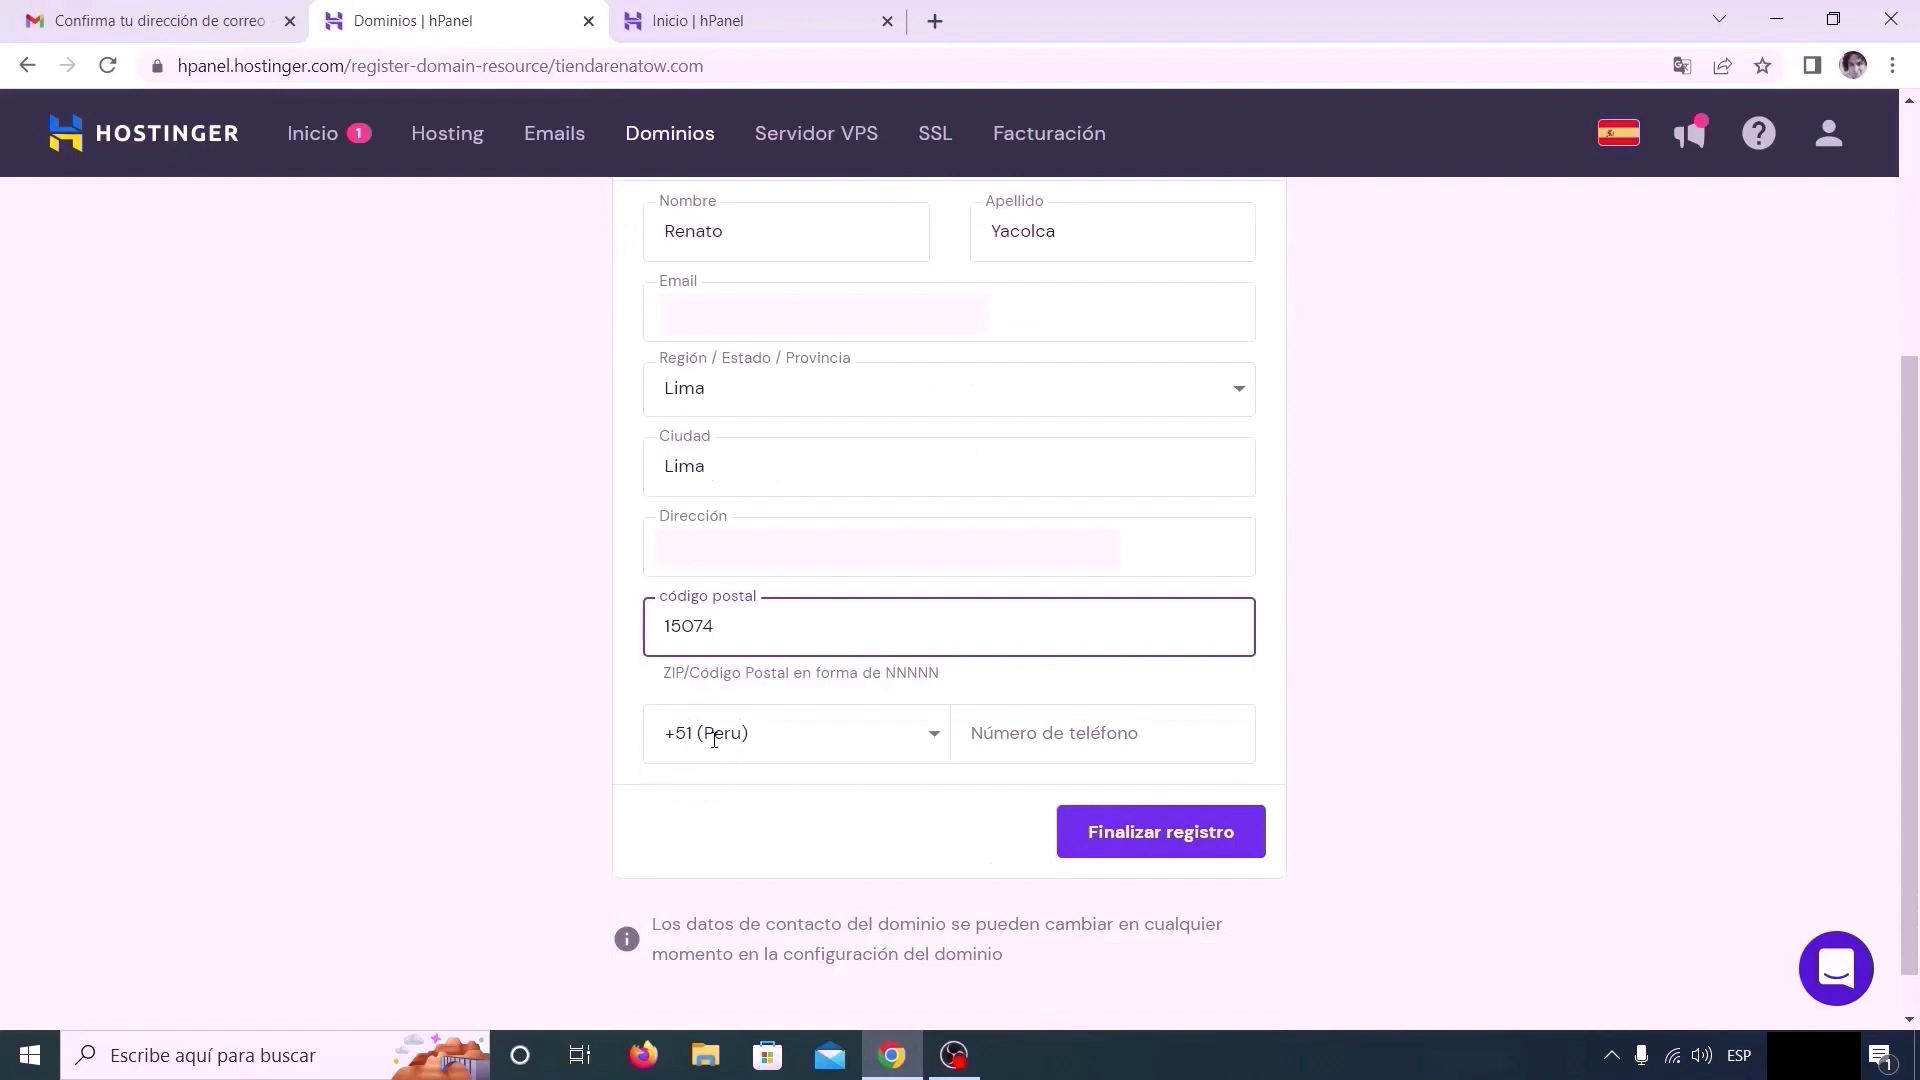 Confirma tu dirección de correo
Dominios | hPanel
Inicio | hPanel
hpanel.hostinger.com/register-domain-resource/tiendarenatow.com
HOSTINGER
Inicio 1
Hosting
Emails
Dominios
Servidor VPS
SSL
Facturación
Nombre
Renato
Apellido
Yacolca
Email
Región / Estado / Provincia
Lima
Ciudad
Lima
Dirección
código postal
15074
ZIP/Código Postal en forma de NNNNN
+51 (Peru)
Número de teléfono
Finalizar registro
Los datos de contacto del dominio se pueden cambiar en cualquier
momento en la configuración del dominio
Escribe aquí para buscar
ESP
1